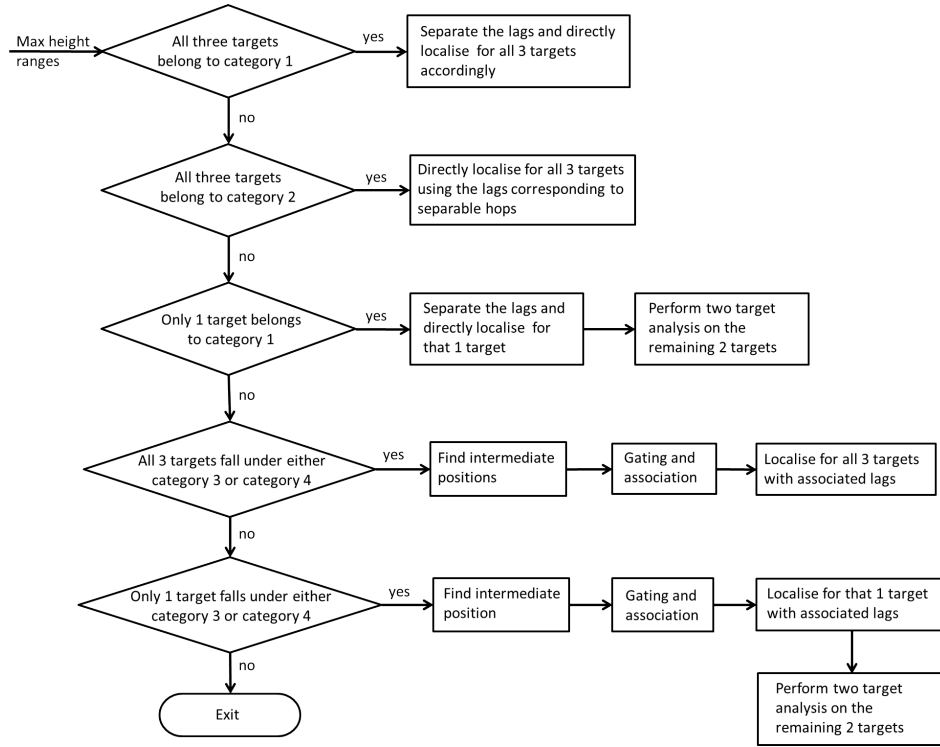 Max height
ranges
All three targets
belong to category 1
yes
Separate the lags and directly
localise for all 3 targets
accordingly
no
All three targets
belong to category 2
yes
Directly localise for all 3 targets
using the lags corresponding to
separable hops
no
Only 1 target belongs
to category 1
yes
Separate the lags and
directly localise for
that 1 target
Perform two target
analysis on the
remaining 2 targets
no
All 3 targets fall under either
category 3 or category 4
yes
Find intermediate
positions
Gating and
association
Localise for all 3 targets
with associated lags
no
Only 1 target falls under either
category 3 or category 4
yes
Find intermediate
position
Gating and
association
Localise for that 1 target
with associated lags
no
Exit
Perform two target
analysis on the
remaining 2 targets